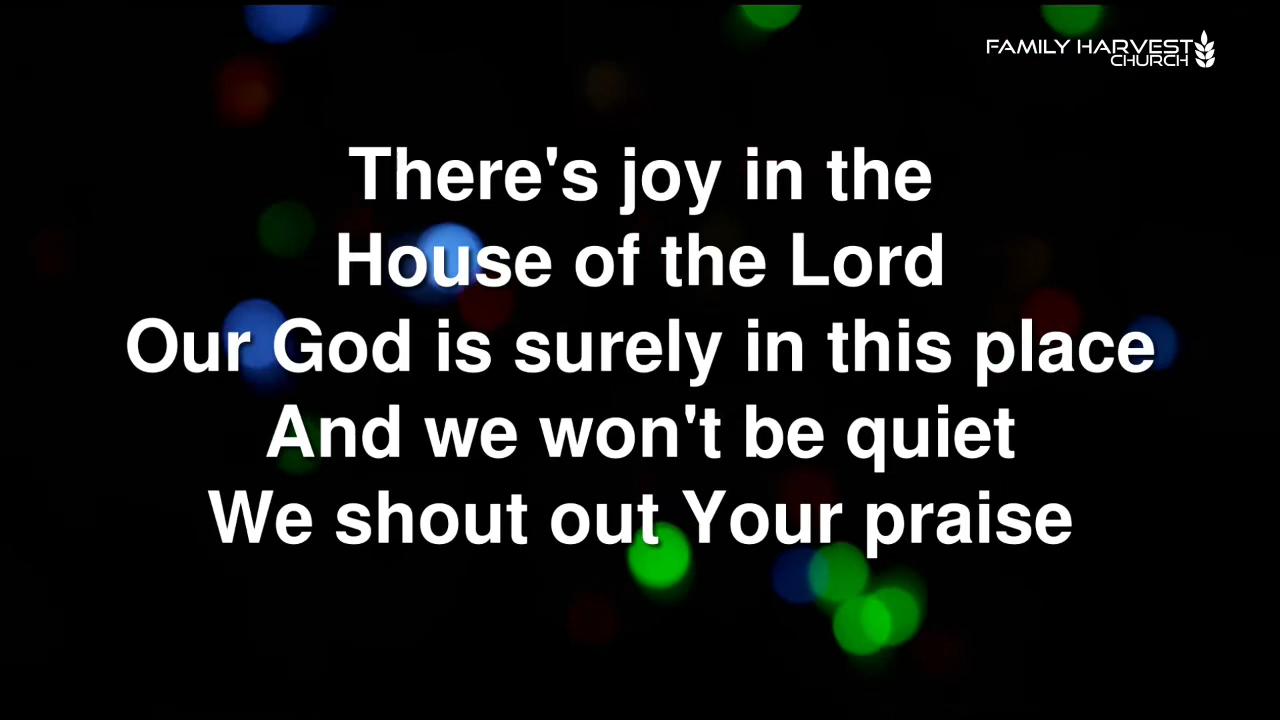 FAMILY HARVEST
CHURCH
There's joy in the
House of the Lord
Our God is surely in this place
And we won't be quiet
We shout out Your praise